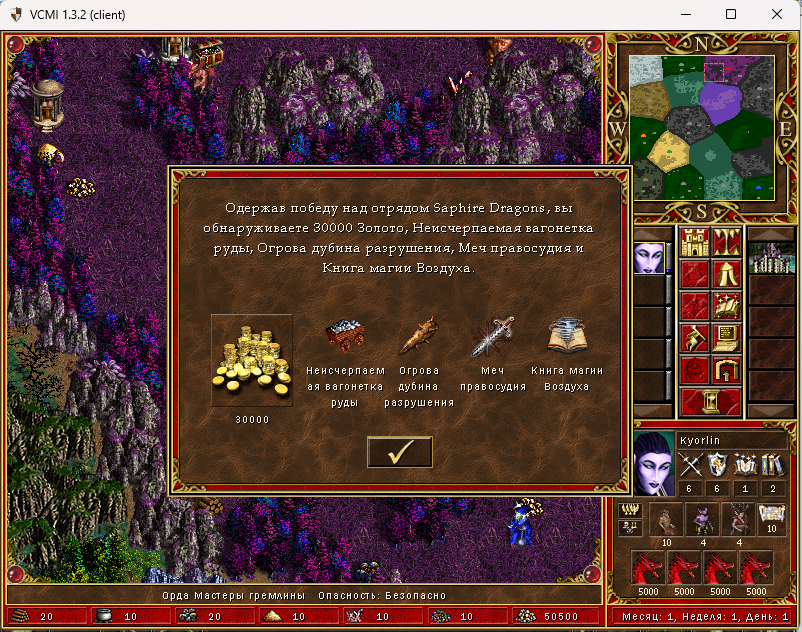 VCMI 1.3.2 (client)
N
W
E
S
Одержав победу над отрядом Saphire Dragons, вы
обнаруживаете 30000 Золото, Неисчерпаемая вагонетка
руды, Огрова дубина разрушения, Меч правосудия и
Книга магии Воздуха.
30000
Неисчерпаем
ая вагонетка
руды
Огрова
дубина
разрушения
Меч
правосудия
Книга магии
Воздуха
Kyorlin
6 6 1 2
10 4 4 10
5000 5000 5000 5000
Орда Мастеры гремлины Опасность: Безопасно
20 10 20 10 10 10 50500
Месяц: 1, Неделя: 1, День: 1